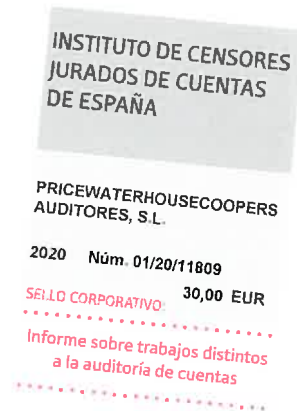 INSTITUTO DE CENSORES
JURADOS DE CUENTAS
DE ESPAÑA
PRICEWATERHOUSECOOPERS
AUDITORES, S.L.
2020 Núm. 01/20/11809
30,00 EUR
SELLO CORPORATIVO:
Informe sobre trabajos distintos
a la auditoría de cuentas